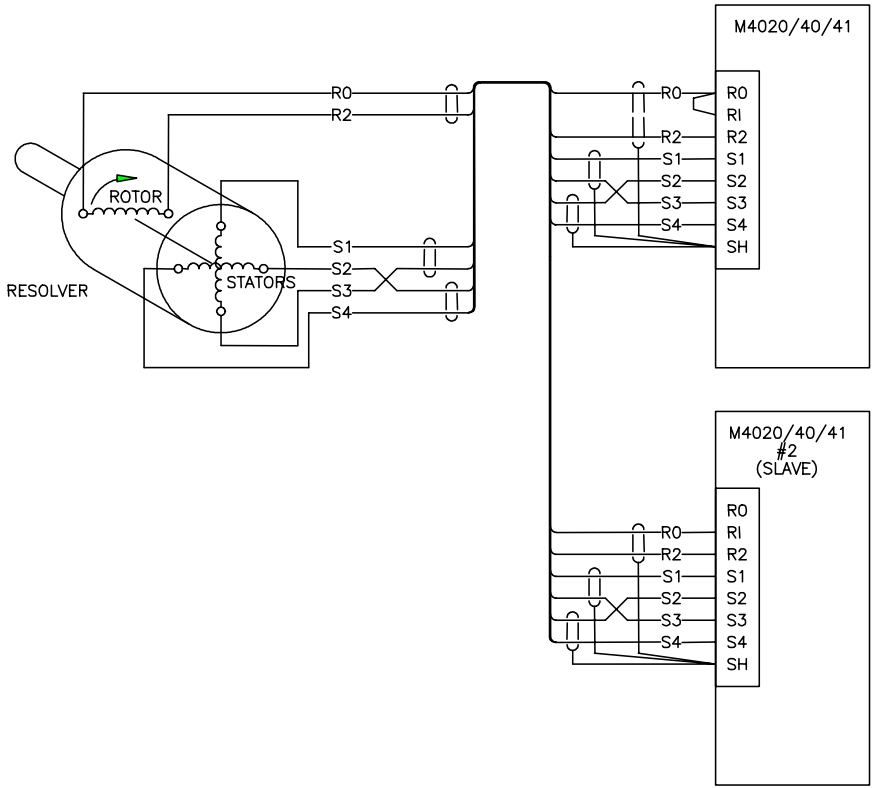 M4020/40/41
R0
R2
ROTOR
RESOLVER
STATORS
S1
S2
S3
S4
R0
R2
S1
S2
S3
S4
R0
RI
R2
S1
S2
S3
S4
SH
M4020/40/41
#2
(SLAVE)
R0
R2
S1
S2
S3
S4
R0
RI
R2
S1
S2
S3
S4
SH